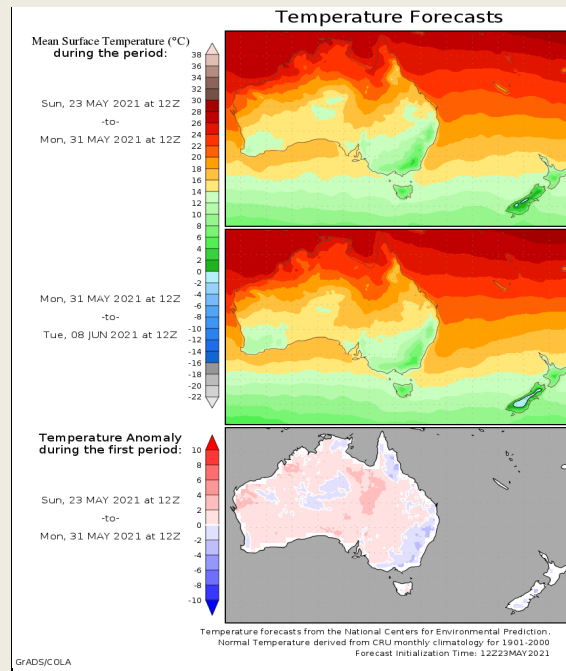 Temperature Forecasts
Mean Surface Temperature (°C)
during the period:
Sun, 23 MAY 2021 at 12Z
-to-
Mon, 31 MAY 2021 at 12Z
38
36
34
32
30
28
26
24
22
20
18
16
14
12
10
8
6
4
2
0
-2
-4
-6
-8
-10
-12
-14
-16
-18
-20
-22
Mon, 31 MAY 2021 at 12Z
-to-
Tue, 08 JUN 2021 at 12Z
Temperature Anomaly
during the first period:
Sun, 23 MAY 2021 at 12Z
-to-
Mon, 31 MAY 2021 at 12Z
10
8
6
4
2
0
-2
-4
-6
-8
-10
Temperature forecasts from the National Centers for Environmental Prediction.
Normal Temperature derived from CRU monthly climatology for 1901-2000
Forecast Initialization Time: 12Z23MAY2021
GrADS/COLA